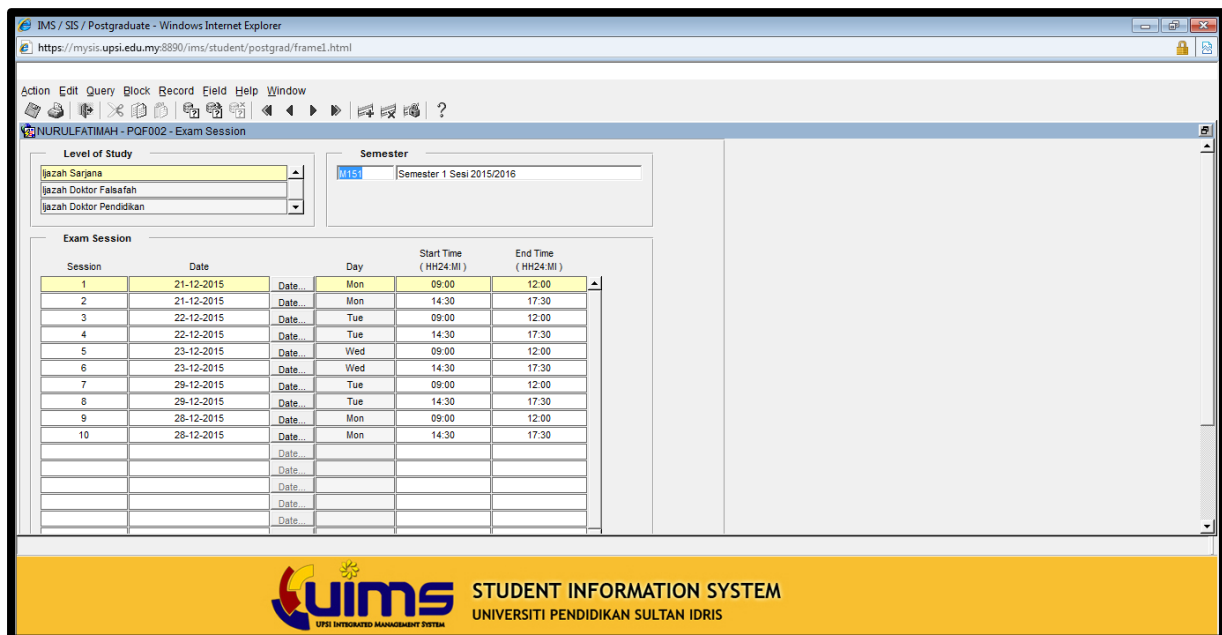 IMS / SIS / Postgraduate - Windows Internet Explorer
https://mysis.upsi.edu.my:8890/ims/student/postgrad/frame1.html
Action Edit Query Block Record Field Help Window
NURULFATIMAH - PQF002 - Exam Session
Level of Study Semester
Ijazah Sarjana M151 Semester 1 Sesi 2015/2016
Ijazah Doktor Falsafah
Ijazah Doktor Pendidikan
Exam Session
Start Time End Time
Session Date Day ( HH24:MI ) ( HH24:MI )
1 21-12-2015 Date... Mon 09:00 12:00
2 21-12-2015 Date... Mon 14:30 17:30
3 22-12-2015 Date... Tue 09:00 12:00
4 22-12-2015 Date... Tue 14:30 17:30
5 23-12-2015 Date... Wed 09:00 12:00
6 23-12-2015 Date... Wed 14:30 17:30
7 29-12-2015 Date... Tue 09:00 12:00
8 29-12-2015 Date... Tue 14:30 17:30
9 28-12-2015 Date... Mon 09:00 12:00
10 28-12-2015 Date... Mon 14:30 17:30
Date...
Date...
Date...
Date...
Date...
uims STUDENT INFORMATION SYSTEM
UPSI INTEGRATED MANAGEMENT SYSTEM UNIVERSITI PENDIDIKAN SULTAN IDRIS